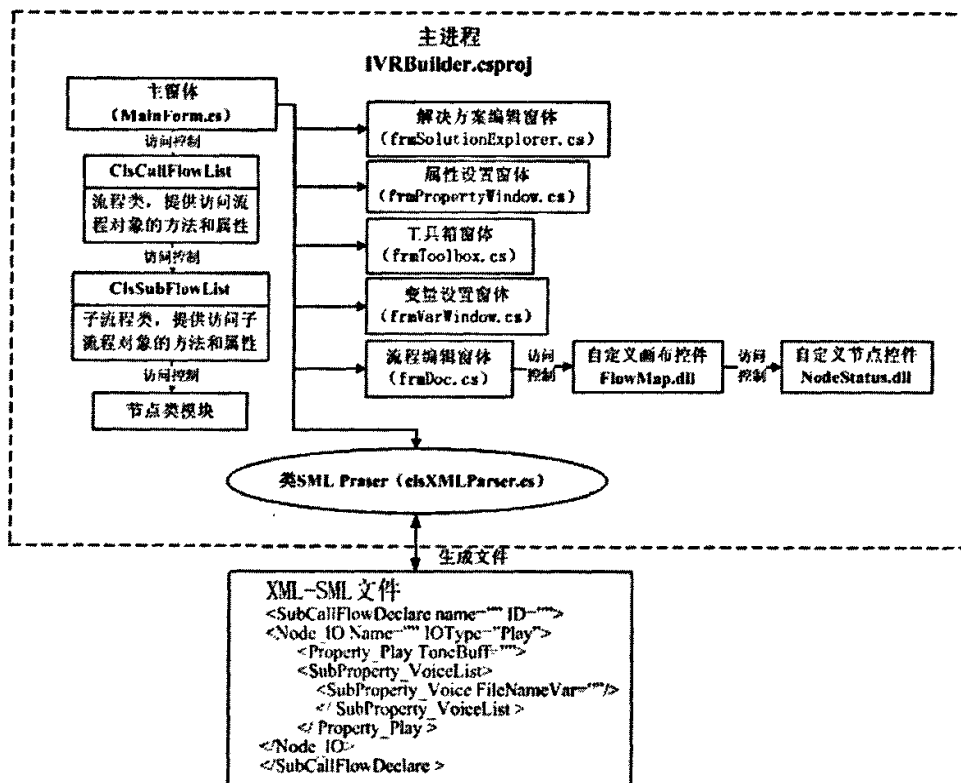 主进程
IVRBuilder.csproj
主窗体
(MainForm.cs)
访问控制
ClsCallFlowList
流程类，提供访问流
程对象的方法和属性
访问控制
ClsSubFlowList
子流程类，提供访问子
流程对象的方法和属性
访问控制
节点类模块
解决方案编辑窗体
(frmSolutionExplorer.cs)
属性设置窗体
(frmPropertyWindow.cs)
工具箱窗体
(frmToolbox.cs)
变量设置窗体
(frmVarWindow.cs)
流程编辑窗体
(frmDoc.cs)
访问
控制
自定义画布控件
FlowMap.dll
访问
控制
自定义节点控件
NodeStatus.dll
类SML Praser（clsXMLParser.cs）
生成文件
XML-SML 文件
<SubCallFlowDeclare name="" ID="">
<Node_IO Name="" IOType="Play">
<Property_Play ToneBuff="">
<SubProperty_VoiceList>
<SubProperty_Voice FileNameVar=""/>
</ SubProperty_VoiceList >
</ Property_Play >
</Node_IO>
</SubCallFlowDeclare >